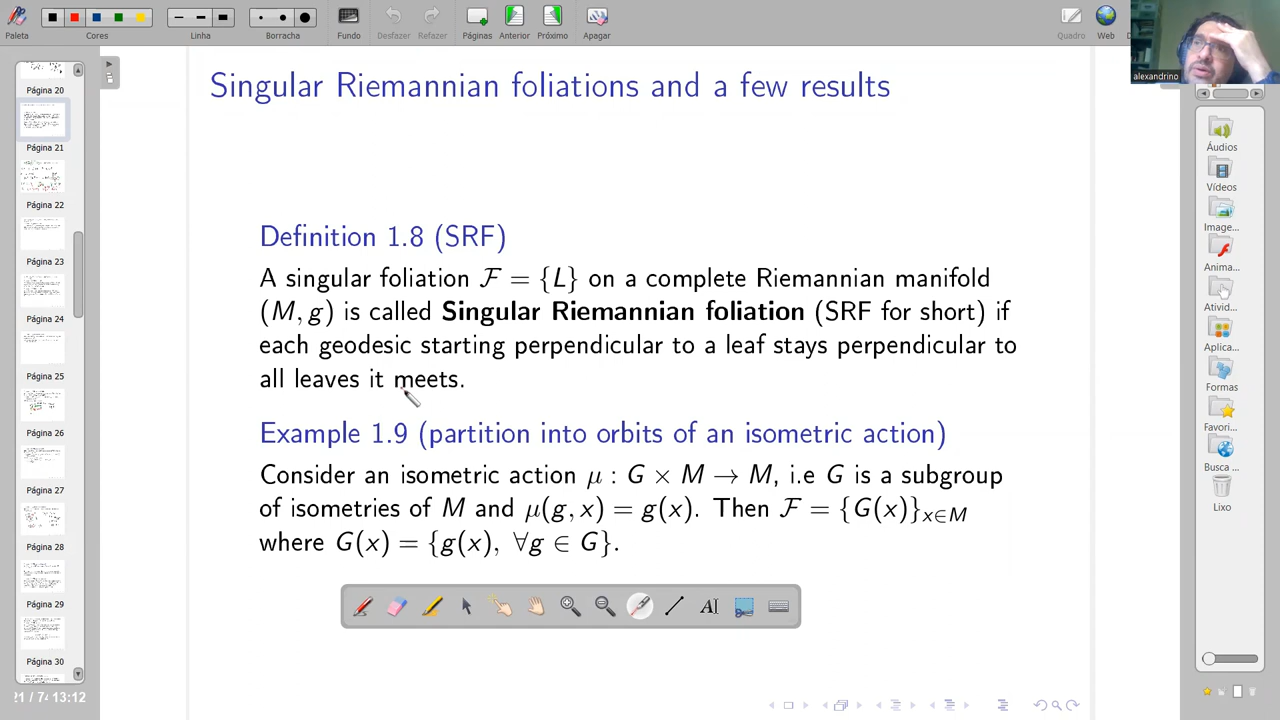 Paleta
Cores
Linha
Borracha
Fundo
Desfazer
Refazer
Páginas
Anterior
Próximo
Apagar
Quadro
Web
alexandrino
Página 20
Página 21
Página 22
Página 23
Página 24
Página 25
Página 26
Página 27
Página 28
Página 29
Página 30
21 / 74 13:12
Singular Riemannian foliations and a few results
Definition 1.8 (SRF)
A singular foliation ℱ = {L} on a complete Riemannian manifold
(M, g) is called Singular Riemannian foliation (SRF for short) if
each geodesic starting perpendicular to a leaf stays perpendicular to
all leaves it meets.
Example 1.9 (partition into orbits of an isometric action)
Consider an isometric action μ : G × M → M, i.e G is a subgroup
of isometries of M and μ(g, x) = g(x). Then ℱ = {G(x)}ₓ∈M
where G(x) = {g(x), ∀g ∈ G}.
Áudios
Vídeos
Image...
Anima...
Ativid...
Aplica...
Formas
Favori...
Busca ...
Lixo